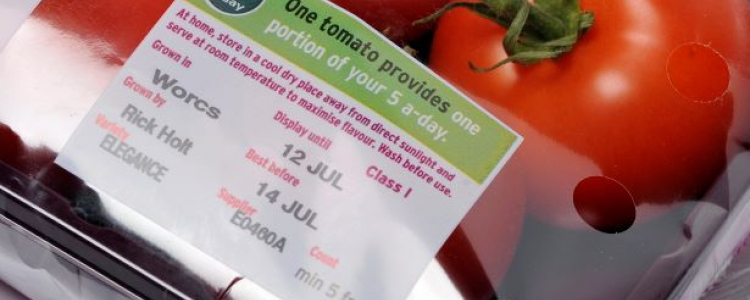 day
One tomato provides one
portion of your 5 a-day.
At home, store in a cool dry place away from direct sunlight and
serve at room temperature to maximise flavour. Wash before use.
Grown in
Worcs
Grown by
Rick Holt
Variety
ELEGANCE
Display until
12 JUL
Class I
Best before
14 JUL
Supplier
E0460A
Count
min 5